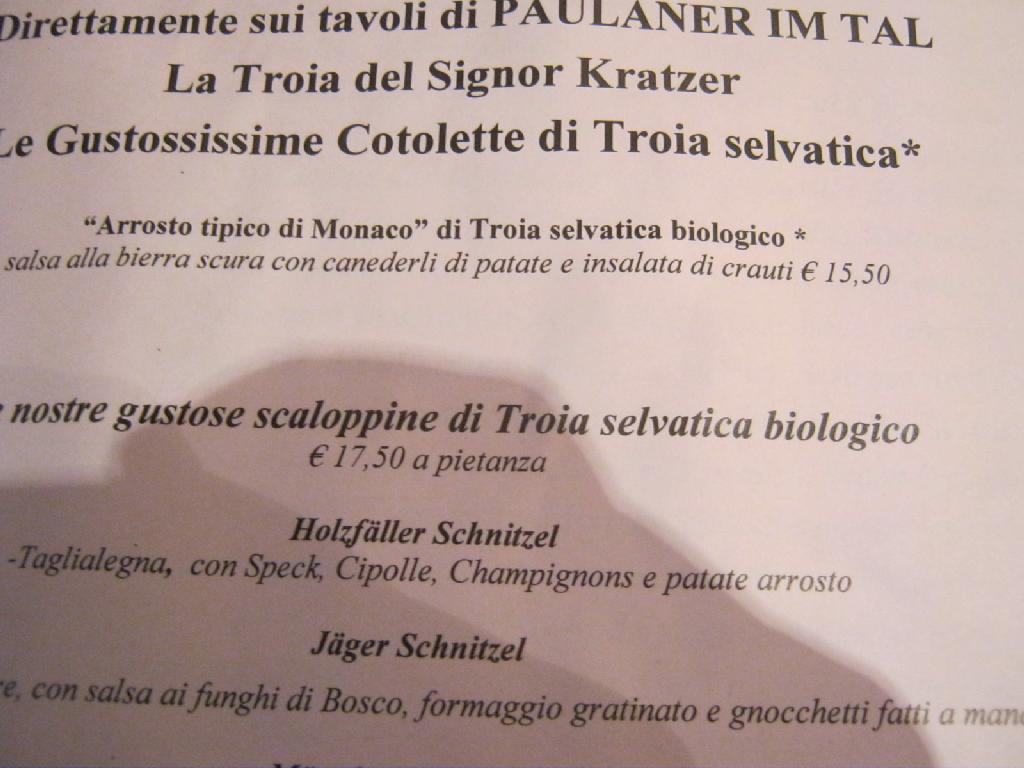 Direttamente sui tavoli di PAULANER IM TAL
La Troia del Signor Kratzer
Le Gustossissime Cotolette di Troia selvatica*
“Arrosto tipico di Monaco” di Troia selvatica biologico *
salsa alla bierra scura con canederli di patate e insalata di crauti € 15,50
nostre gustose scaloppine di Troia selvatica biologico
€ 17,50 a pietanza
Holzfäller Schnitzel
-Taglialegna, con Speck, Cipolle, Champignons e patate arrosto
Jäger Schnitzel
re, con salsa ai funghi di Bosco, formaggio gratinato e gnocchetti fatti a mano